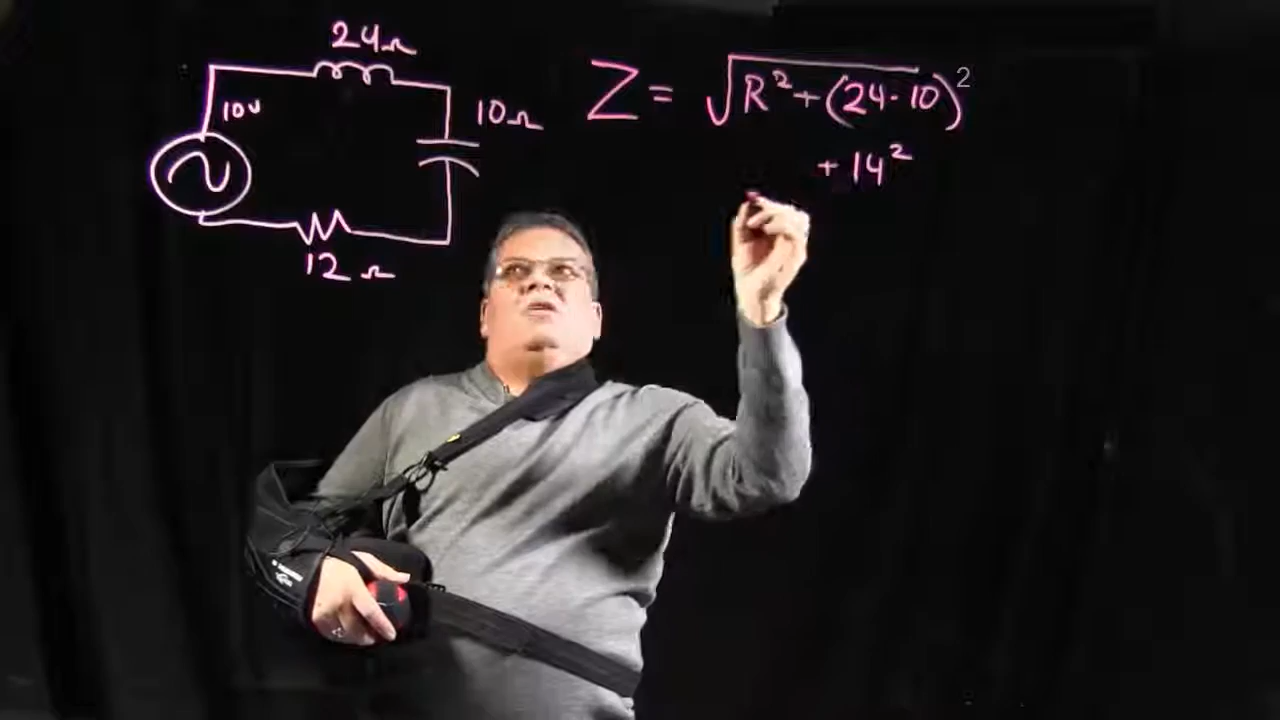 24Ω
10V
10Ω
12Ω
Z = √R² + (24-10)²
+ 14²